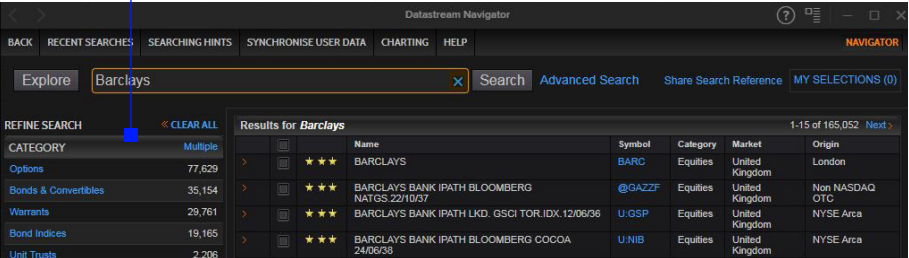 Datastream Navigator
BACK RECENT SEARCHES SEARCHING HINTS SYNCHRONISE USER DATA CHARTING HELP NAVIGATOR
Explore Barclays Search Advanced Search Share Search Reference MY SELECTIONS (0)
REFINE SEARCH « CLEAR ALL
CATEGORY Multiple
Options 77,629
Bonds & Convertibles 35,154
Warrants 29,761
Bond Indices 19,165
Unit Trusts 2,206
Results for Barclays 1-15 of 165,052 Next >
Name Symbol Category Market Origin
BARCLAYS BARC Equities United Kingdom London
BARCLAYS BANK IPATH BLOOMBERG NATGS.22/10/37 @GAZZF Equities United Kingdom Non NASDAQ OTC
BARCLAYS BANK IPATH LKD. GSCI TOR.IDX.12/06/36 U:GSP Equities United Kingdom NYSE Arca
BARCLAYS BANK IPATH BLOOMBERG COCOA 24/06/38 U:NIB Equities United Kingdom NYSE Arca